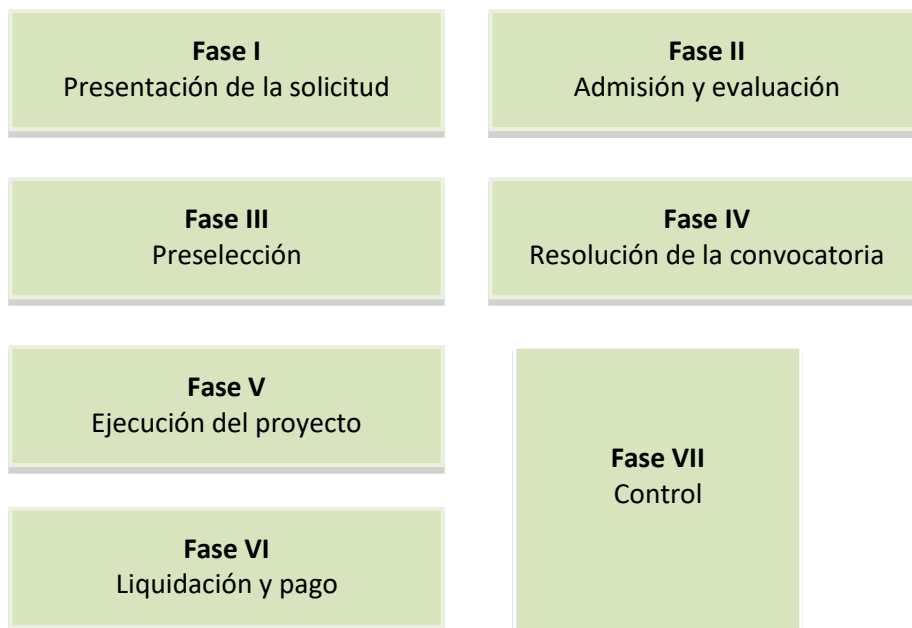 Fase I
Presentación de la solicitud
Fase II
Admisión y evaluación
Fase III
Preselección
Fase IV
Resolución de la convocatoria
Fase V
Ejecución del proyecto
Fase VI
Liquidación y pago
Fase VII
Control